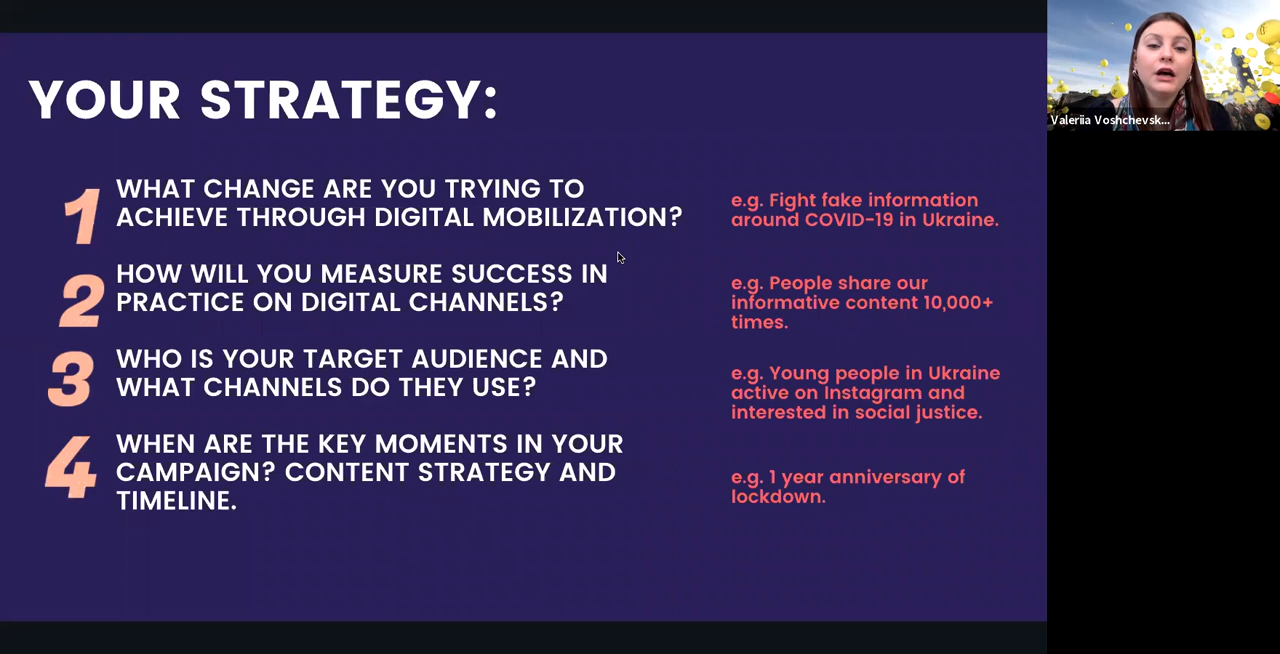 YOUR STRATEGY:
1
WHAT CHANGE ARE YOU TRYING TO
ACHIEVE THROUGH DIGITAL MOBILIZATION?
e.g. Fight fake information
around COVID-19 in Ukraine.
2
HOW WILL YOU MEASURE SUCCESS IN
PRACTICE ON DIGITAL CHANNELS?
e.g. People share our
informative content 10,000+
times.
3
WHO IS YOUR TARGET AUDIENCE AND
WHAT CHANNELS DO THEY USE?
e.g. Young people in Ukraine
active on Instagram and
interested in social justice.
4
WHEN ARE THE KEY MOMENTS IN YOUR
CAMPAIGN? CONTENT STRATEGY AND
TIMELINE.
e.g. 1 year anniversary of
lockdown.
Valeriia Voshchevsk...